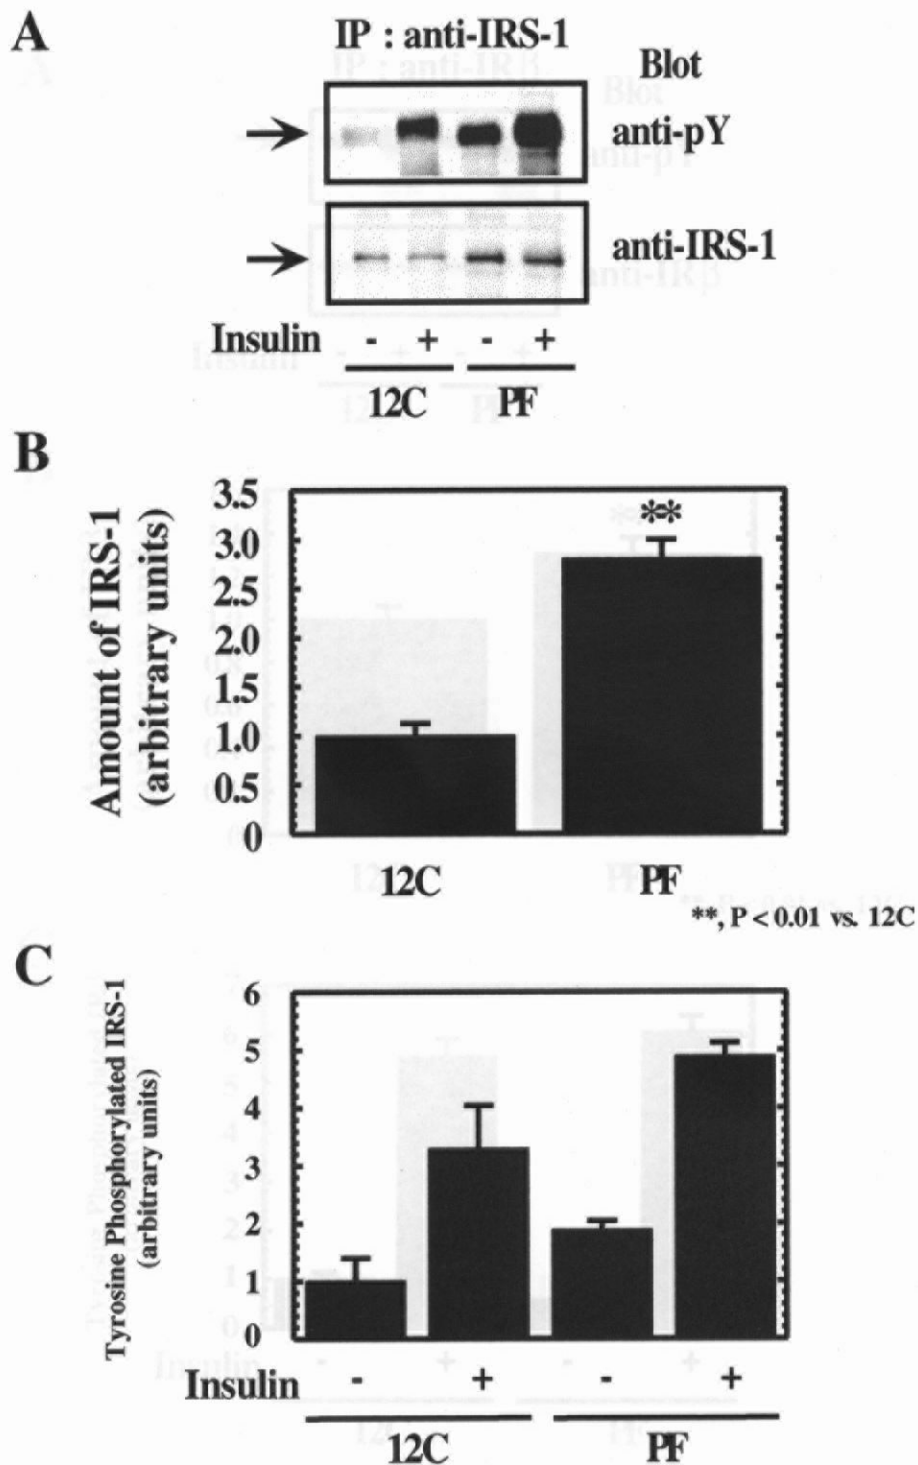 A
IP : anti-IRS-1
Blot
anti-pY
anti-IRS-1
Insulin - + - +
12C PF
B
Amount of IRS-1
(arbitrary units)
3.5
3.0
2.5
2.0
1.5
1.0
0.5
0
**
12C PF
**, P < 0.01 vs. 12C
C
Tyrosine Phosphorylated IRS-1
(arbitrary units)
6
5
4
3
2
1
0
Insulin - + - +
12C PF